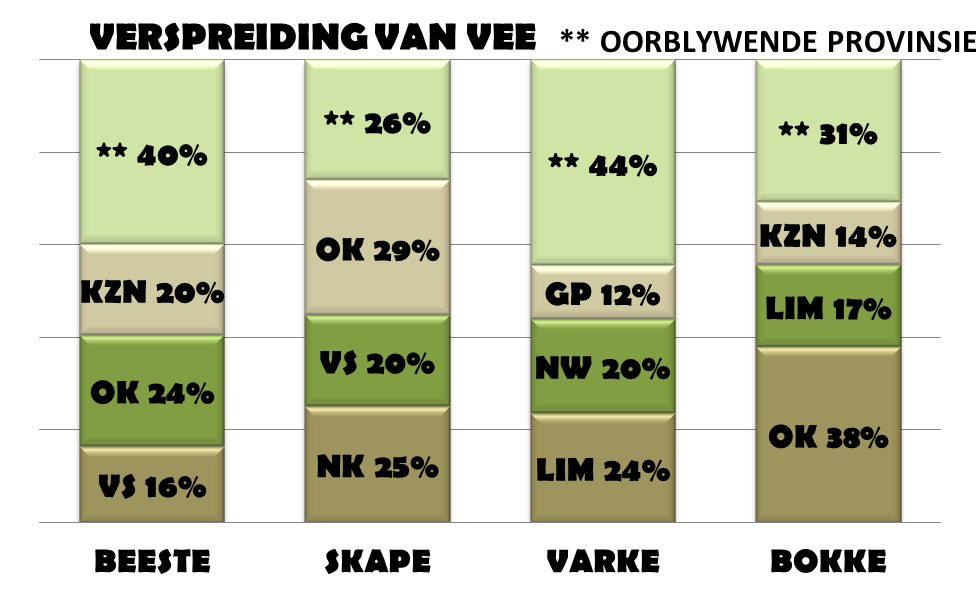 VERSPREIDING VAN VEE ** OORBLYWENDE PROVINSIE
** 40% ** 26% ** 44% ** 31%
KZN 20% OK 29% GP 12% KZN 14%
OK 24% VS 20% NW 20% LIM 17%
VS 16% NK 25% LIM 24% OK 38%
BEESTE SKAPE VARKE BOKKE